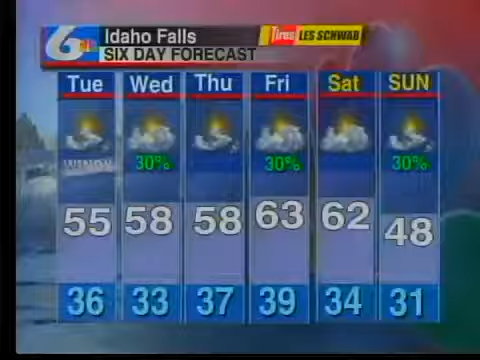 6
Idaho Falls
Tires LES SCHWAB
SIX DAY FORECAST
Tue Wed Thu Fri Sat SUN
WINDY 30% 30% 30%
55 58 58 63 62 48
36 33 37 39 34 31